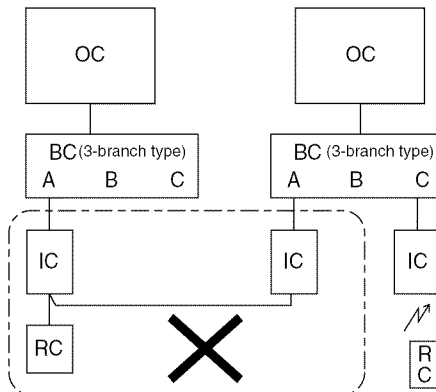 OC OC
BC (3-branch type) BC (3-branch type)
A B C A B C
IC IC IC
RC R
C